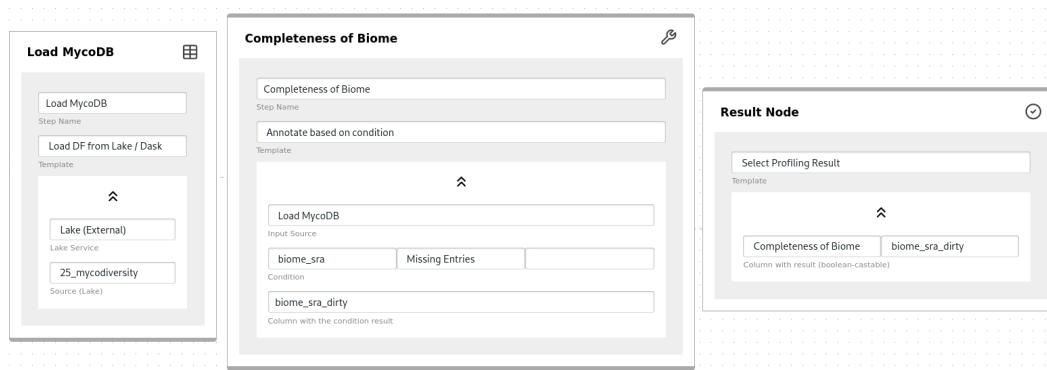 Load MycoDB
Load MycoDB
Step Name
Load DF from Lake / Dask
Template
Lake (External)
Lake Service
25_mycodiversity
Source (Lake)
Completeness of Biome
Completeness of Biome
Step Name
Annotate based on condition
Template
Load MycoDB
Input Source
biome_sra Missing Entries
Condition
biome_sra_dirty
Column with the condition result
Result Node
Select Profiling Result
Template
Completeness of Biome biome_sra_dirty
Column with result (boolean-castable)